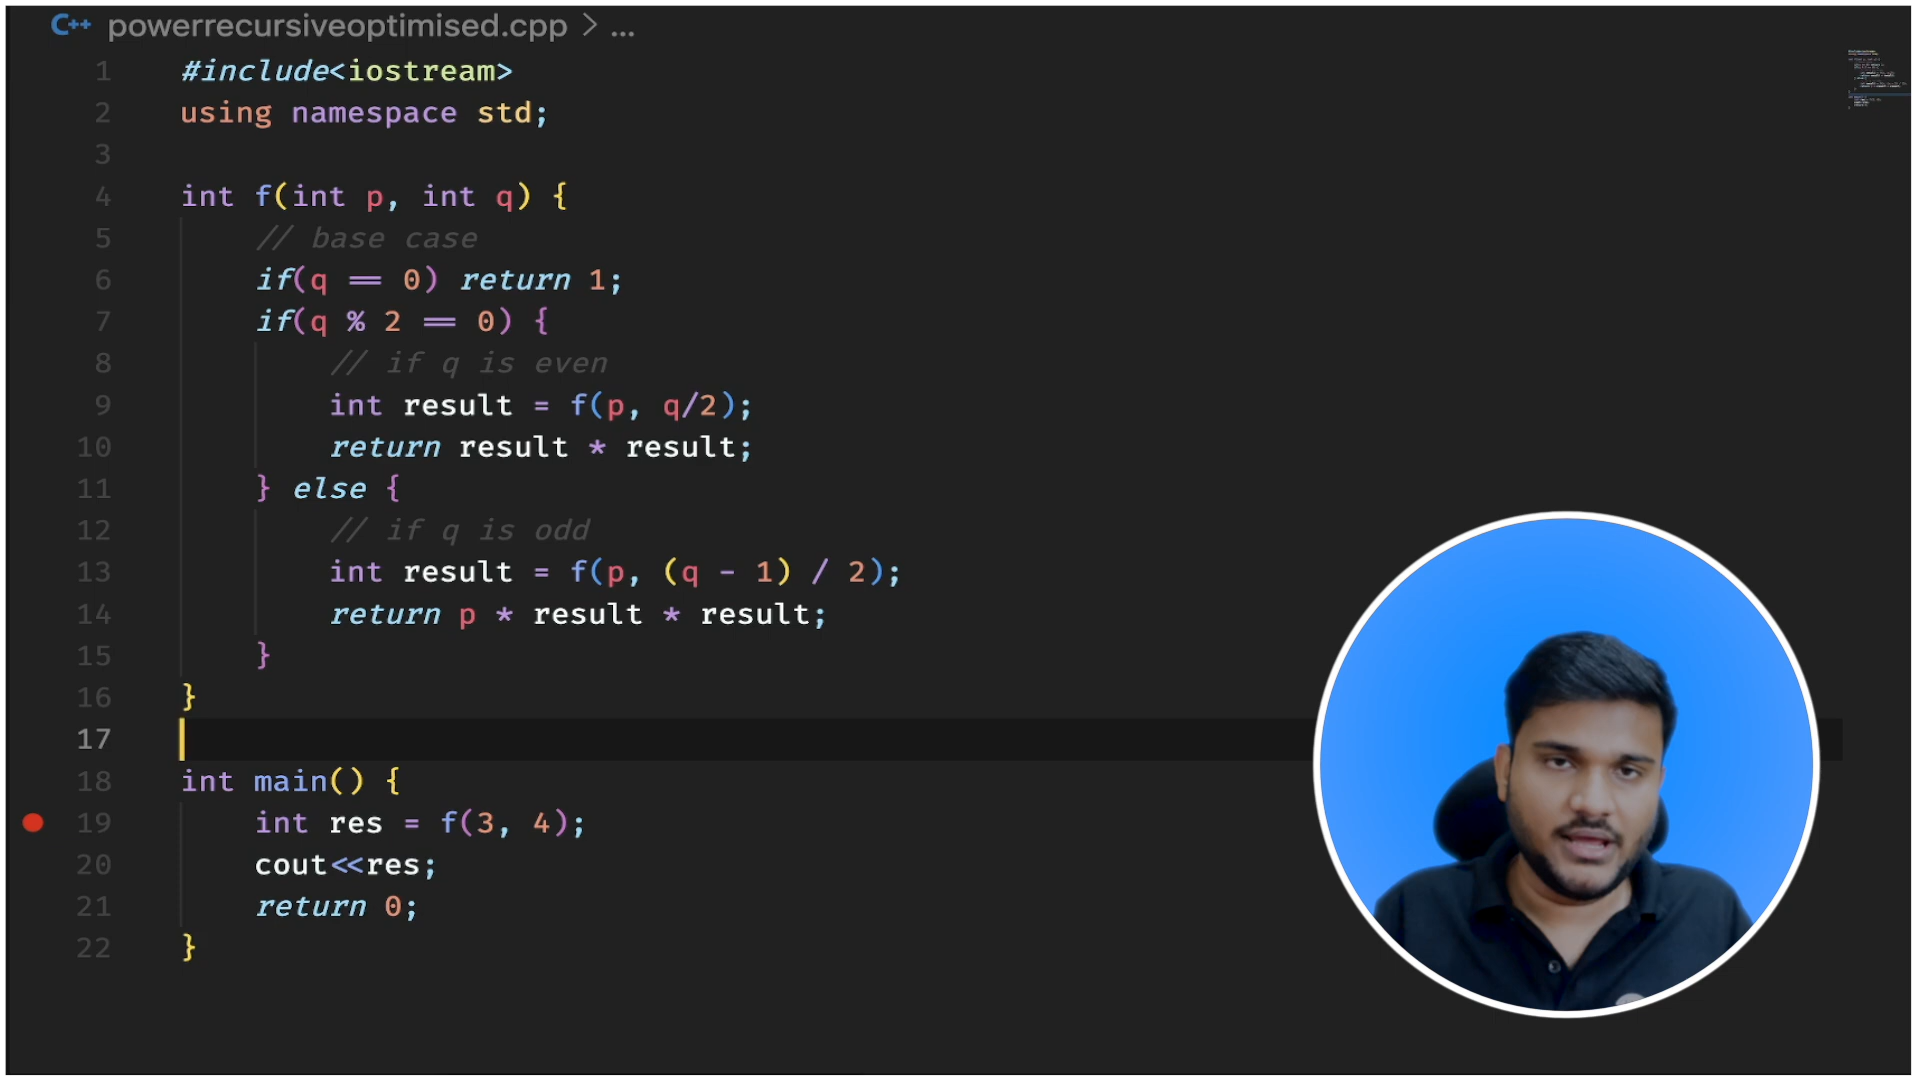 C++ powerrecursiveoptimised.cpp > ...
1 #include<iostream>
2 using namespace std;
3
4 int f(int p, int q) {
5 // base case
6 if(q == 0) return 1;
7 if(q % 2 == 0) {
8 // if q is even
9 int result = f(p, q/2);
10 return result * result;
11 } else {
12 // if q is odd
13 int result = f(p, (q - 1) / 2);
14 return p * result * result;
15 }
16 }
17
18 int main() {
19 int res = f(3, 4);
20 cout<<res;
21 return 0;
22 }